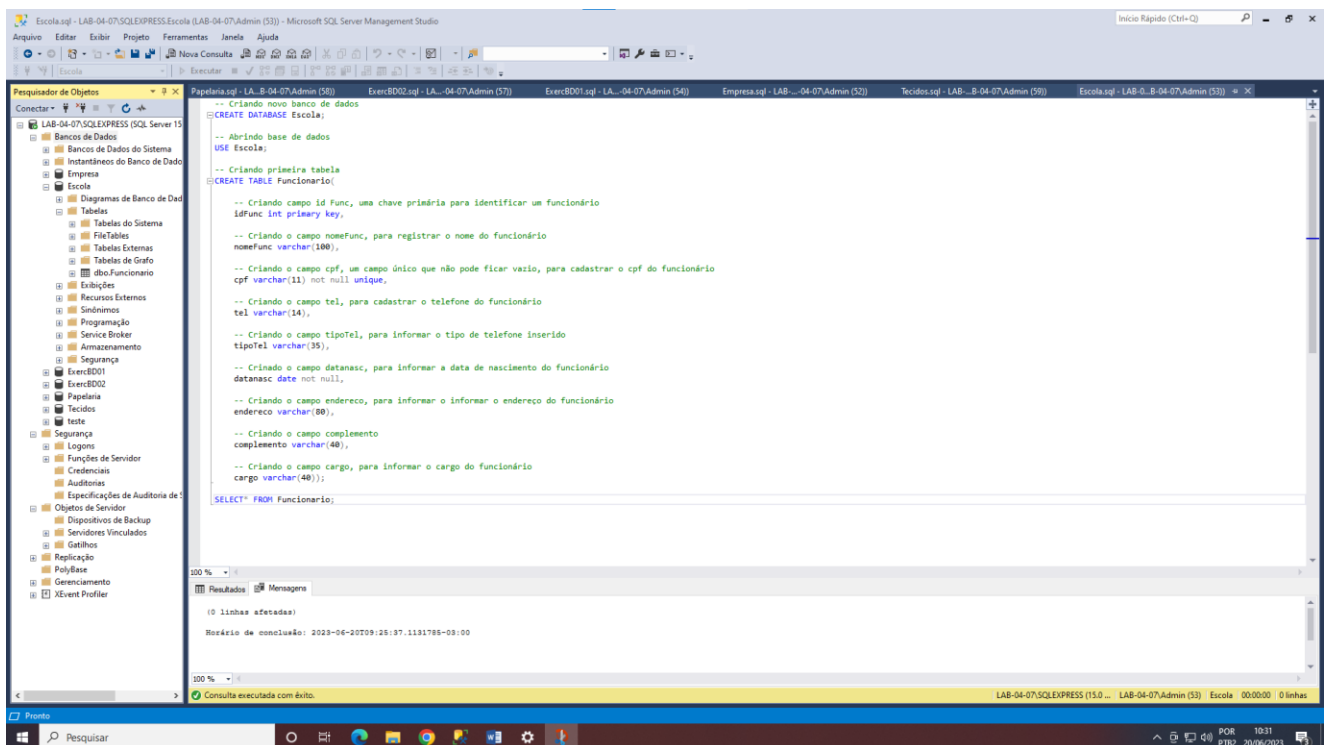 Escola.sql - LAB-04-07\SQLEXPRESS.Escola (LAB-04-07\Admin (53)) - Microsoft SQL Server Management Studio
Início Rápido (Ctrl+Q)
Arquivo Editar Exibir Projeto Ferramentas Janela Ajuda
Nova Consulta
Escola
Executar
Pesquisador de Objetos
Papelaria.sql - LA...B-04-07\Admin (58))
ExercBD02.sql - LA...-04-07\Admin (57))
ExercBD01.sql - LA...-04-07\Admin (54))
Empresa.sql - LAB-...-04-07\Admin (52))
Tecidos.sql - LAB-...B-04-07\Admin (59))
Escola.sql - LAB-0...B-04-07\Admin (53))
Conectar
LAB-04-07\SQLEXPRESS (SQL Server 15
Bancos de Dados
Bancos de Dados do Sistema
Instantâneos do Banco de Dado
Empresa
Escola
Diagramas de Banco de Dad
Tabelas
Tabelas do Sistema
FileTables
Tabelas Externas
Tabelas de Grafo
dbo.Funcionario
Exibições
Recursos Externos
Sinônimos
Programação
Service Broker
Armazenamento
Segurança
ExercBD01
ExercBD02
Papelaria
Tecidos
teste
Segurança
Logons
Funções de Servidor
Credenciais
Auditorias
Especificações de Auditoria de S
Objetos de Servidor
Dispositivos de Backup
Servidores Vinculados
Gatilhos
Replicação
PolyBase
Gerenciamento
XEvent Profiler
-- Criando novo banco de dados
CREATE DATABASE Escola;
-- Abrindo base de dados
USE Escola;
-- Criando primeira tabela
CREATE TABLE Funcionario(
-- Criando campo id Func, uma chave primária para identificar um funcionário
idFunc int primary key,
-- Criando o campo nomeFunc, para registrar o nome do funcionário
nomeFunc varchar(100),
-- Criando o campo cpf, um campo único que não pode ficar vazio, para cadastrar o cpf do funcionário
cpf varchar(11) not null unique,
-- Criando o campo tel, para cadastrar o telefone do funcionário
tel varchar(14),
-- Criando o campo tipoTel, para informar o tipo de telefone inserido
tipoTel varchar(35),
-- Crinado o campo datanasc, para informar a data de nascimento do funcionário
datanasc date not null,
-- Criando o campo endereco, para informar o informar o endereço do funcionário
endereco varchar(80),
-- Criando o campo complemento
complemento varchar(40),
-- Criando o campo cargo, para informar o cargo do funcionário
cargo varchar(40));
SELECT* FROM Funcionario;
100 %
Resultados Mensagens
(0 linhas afetadas)
Horário de conclusão: 2023-06-20T09:25:37.1131785-03:00
100 %
Consulta executada com êxito.
LAB-04-07\SQLEXPRESS (15.0 ... LAB-04-07\Admin (53) Escola 00:00:00 0 linhas
Pronto
Pesquisar
POR 10:31
PTB2 20/06/2023